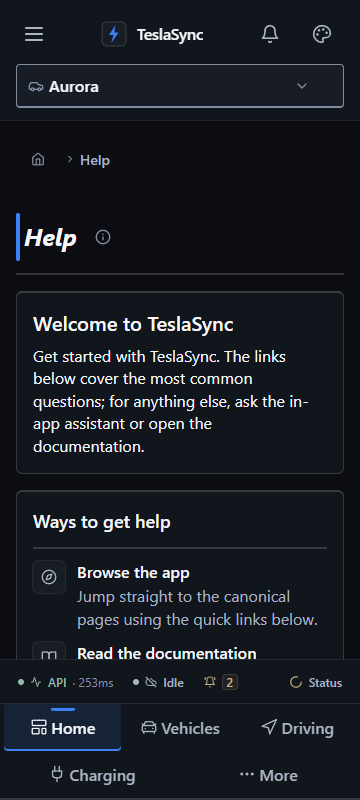 TeslaSync
Aurora
Help
Help
Welcome to TeslaSync
Get started with TeslaSync. The links
below cover the most common
questions; for anything else, ask the in-
app assistant or open the
documentation.
Ways to get help
Browse the app
Jump straight to the canonical
pages using the quick links below.
Read the documentation
API · 253ms Idle 2 Status
Home Vehicles Driving
Charging More